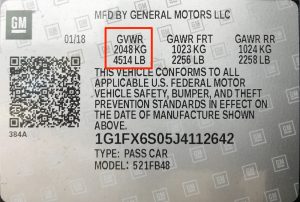 GM
MFD BY GENERAL MOTORS LLC
01/18 GVWR GAWR FRT GAWR RR
2048 KG 1023 KG 1024 KG
4514 LB 2256 LB 2258 LB
THIS VEHICLE CONFORMS TO ALL
APPLICABLE U.S. FEDERAL MOTOR
VEHICLE SAFETY, BUMPER, AND THEFT
PREVENTION STANDARDS IN EFFECT ON
THE DATE OF MANUFACTURE SHOWN ABOVE.
384A
1G1FX6S05J4112642
TYPE: PASS CAR
MODEL: 521FB48